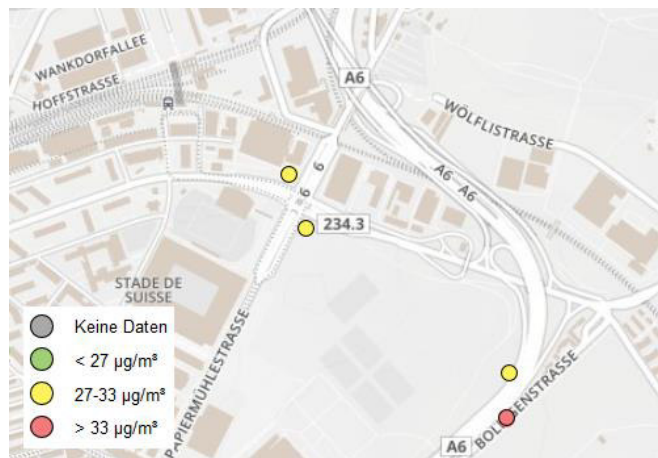 WANKDORFALLEE
HOFFSTRASSE
A6
WÖLFLISTRASSE
6
6
A6
A6
234.3
STADE DE
SUISSE
PAPIERMÜHLESTRASSE
Keine Daten
< 27 µg/m³
27-33 µg/m³
> 33 µg/m³
A6